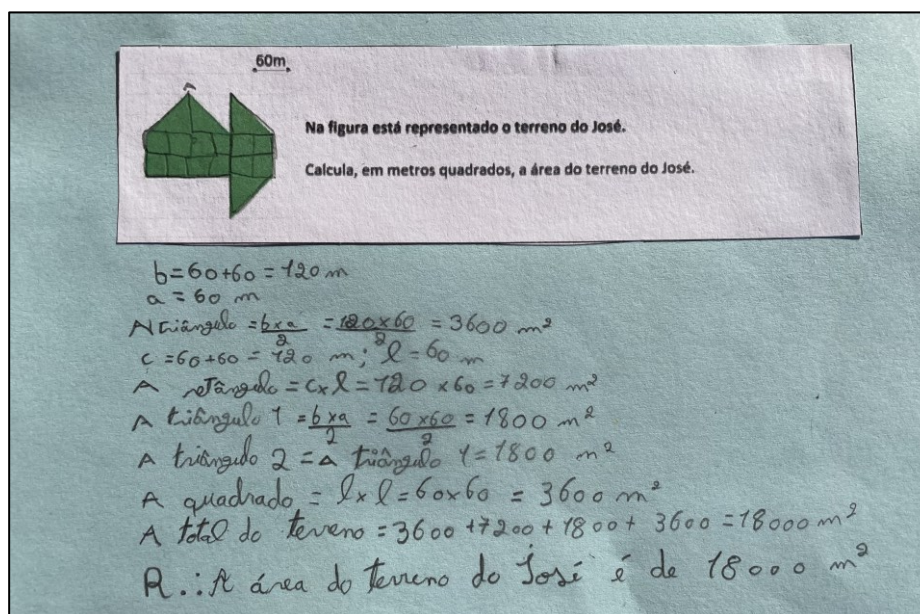 60m
Na figura está representado o terreno do José.
Calcula, em metros quadrados, a área do terreno do José.
b=60+60=120 m
a=60 m
A triângulo = b×a/2 = 120×60/2 = 3600 m²
c=60+60=120 m; l=60 m
A retângulo = c×l = 120×60 = 7200 m²
A triângulo 1 = b×a/2 = 60×60/2 = 1800 m²
A triângulo 2 = A triângulo 1 = 1800 m²
A quadrado = l×l = 60×60 = 3600 m²
A total do terreno = 3600+7200+1800+3600 = 18000 m²
R.: A área do terreno do José é de 18000 m²